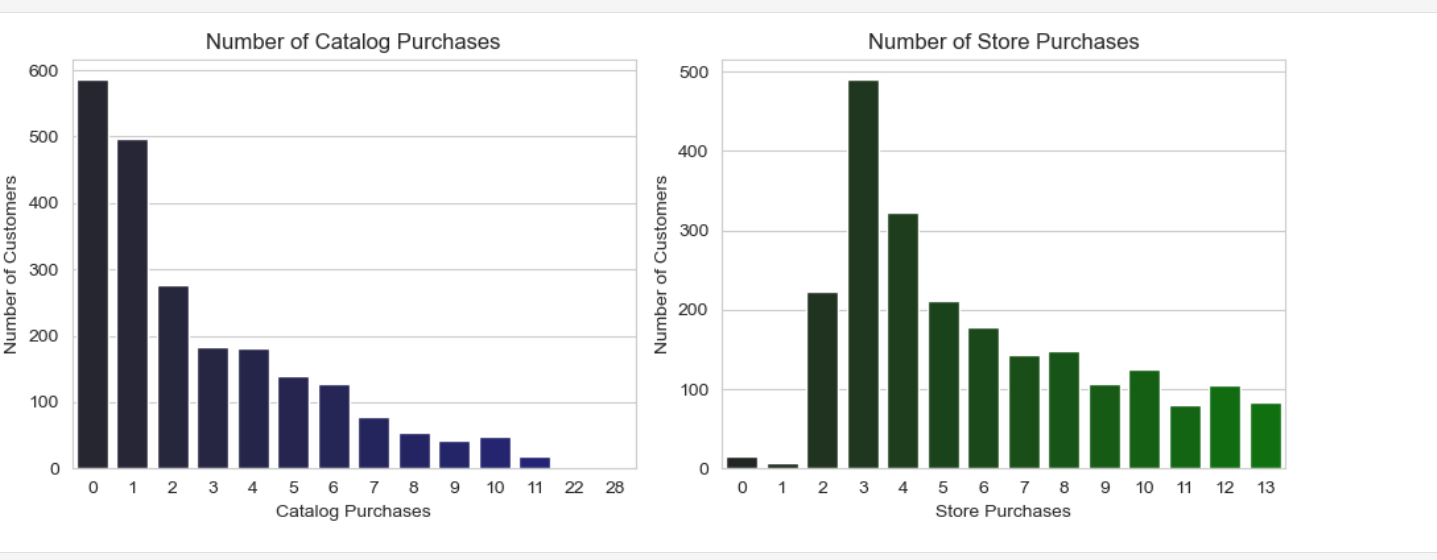 Number of Catalog Purchases
600
500
400
300
200
100
0
Number of Customers
0 1 2 3 4 5 6 7 8 9 10 11 22 28
Catalog Purchases
Number of Store Purchases
500
400
300
200
100
0
Number of Customers
0 1 2 3 4 5 6 7 8 9 10 11 12 13
Store Purchases